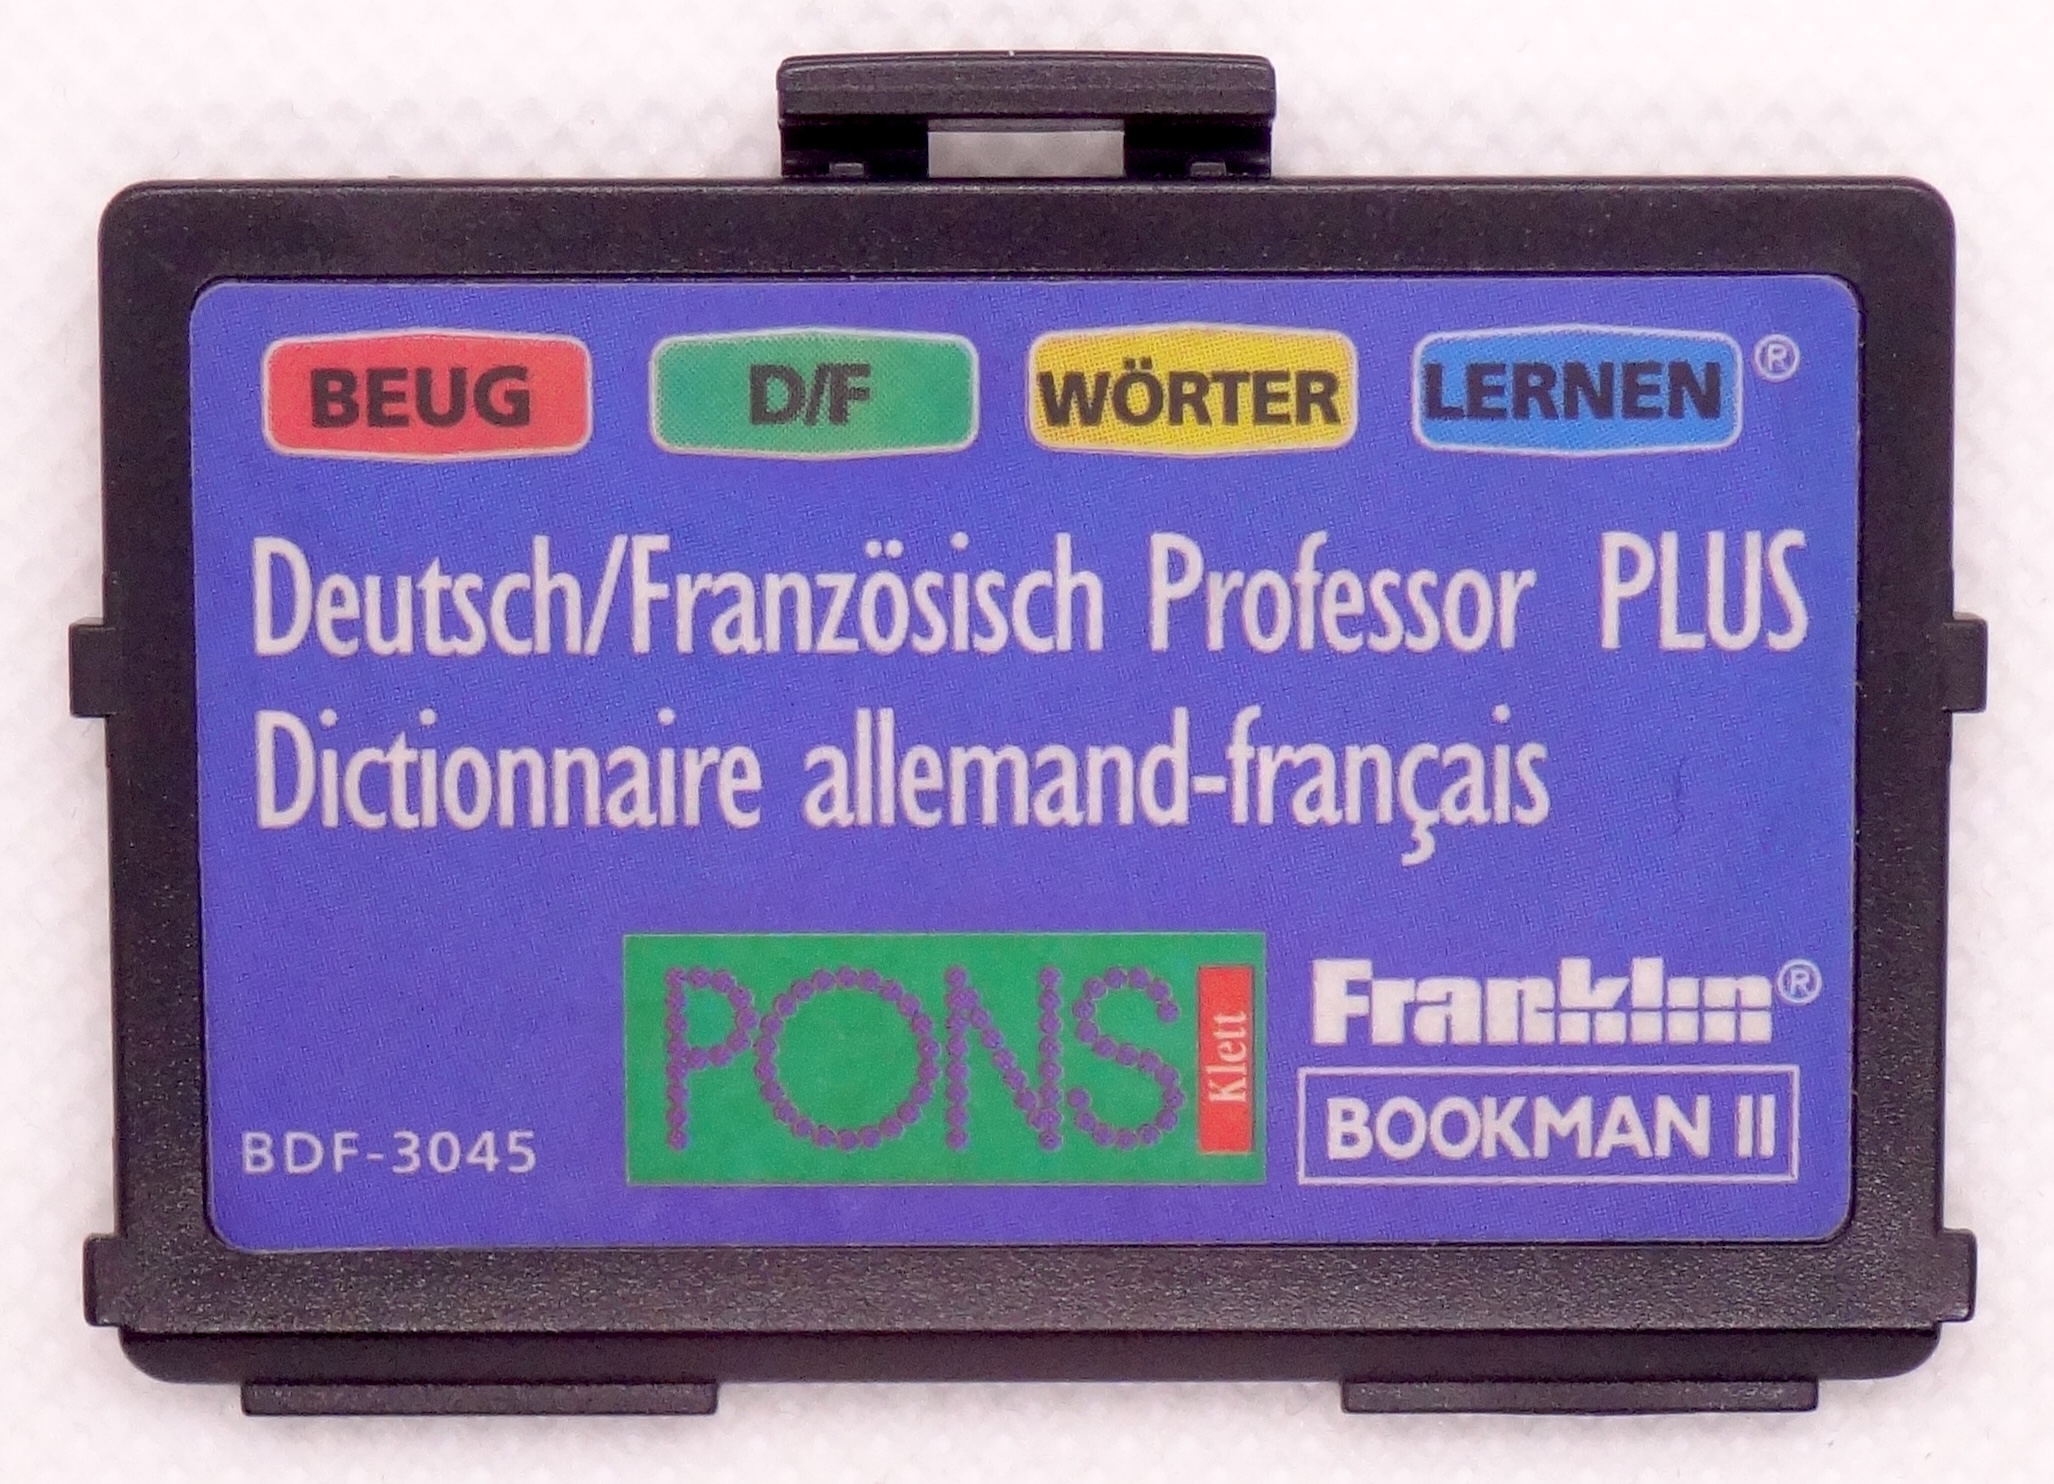 BEUG D/F WÖRTER LERNEN ®
Deutsch/Französisch Professor PLUS
Dictionnaire allemand-français
PONS Klett
Franklin®
BOOKMAN II
BDF-3045